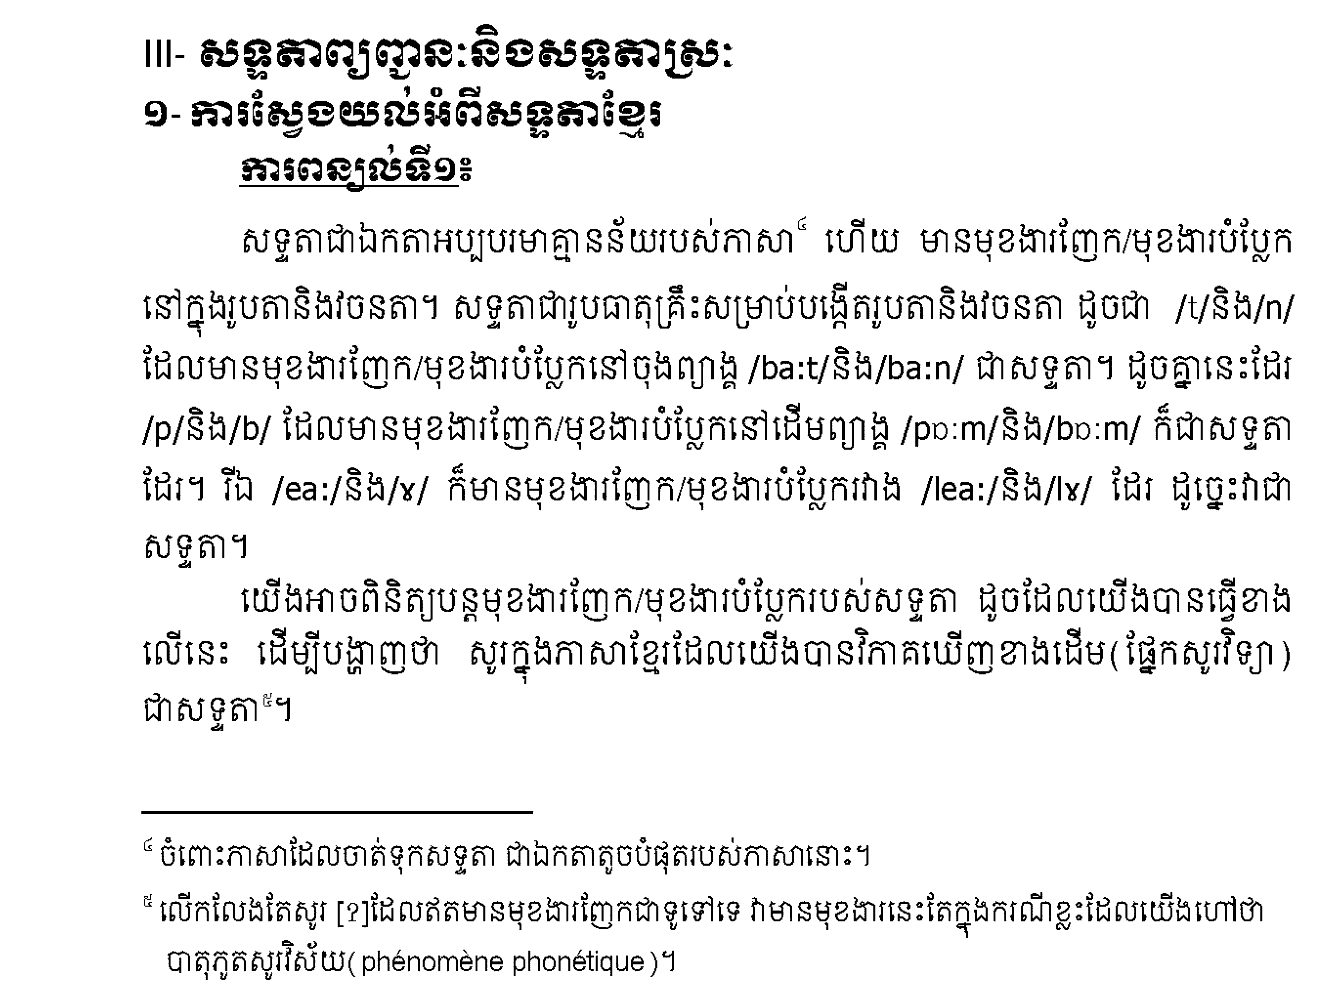 III- សទ្ទតាព្យញ្ជនៈនិងសទ្ទតាស្រៈ
១- ការស្វែងយល់អំពីសទ្ទតាខ្មែរ
ការពន្យល់ទី១៖
សទ្ទតាជាឯកតាអប្បបរមាគ្មានន័យរបស់ភាសា៤ ហើយ មានមុខងារញែក/មុខងារបំប្លែក
នៅក្នុងរូបតានិងវចនតា។ សទ្ទតាជារូបធាតុគ្រឹះសម្រាប់បង្កើតរូបតានិងវចនតា ដូចជា /t/និង/n/
ដែលមានមុខងារញែក/មុខងារបំប្លែកនៅចុងព្យាង្គ /ba:t/និង/ba:n/ ជាសទ្ទតា។ ដូចគ្នានេះដែរ
/p/និង/b/ ដែលមានមុខងារញែក/មុខងារបំប្លែកនៅដើមព្យាង្គ /pɒ:m/និង/bɒ:m/ ក៏ជាសទ្ទតា
ដែរ។ រីឯ /ea:/និង/ɤ/ ក៏មានមុខងារញែក/មុខងារបំប្លែករវាង /lea:/និង/lɤ/ ដែរ ដូច្នេះវាជា
សទ្ទតា។
យើងអាចពិនិត្យបន្តមុខងារញែក/មុខងារបំប្លែករបស់សទ្ទតា ដូចដែលយើងបានធ្វើខាង
លើនេះ ដើម្បីបង្ហាញថា សូរក្នុងភាសាខ្មែរដែលយើងបានវិភាគឃើញខាងដើម(ផ្នែកសូរវិទ្យា)
ជាសទ្ទតា៥។
៤ ចំពោះភាសាដែលចាត់ទុកសទ្ទតា ជាឯកតាតូចបំផុតរបស់ភាសានោះ។
៥ លើកលែងតែសូរ [?]ដែលឥតមានមុខងារញែកជាទូទៅទេ វាមានមុខងារនេះតែក្នុងករណីខ្លះដែលយើងហៅថា
បាតុភូតសូរវិស័យ(phénomène phonétique)។